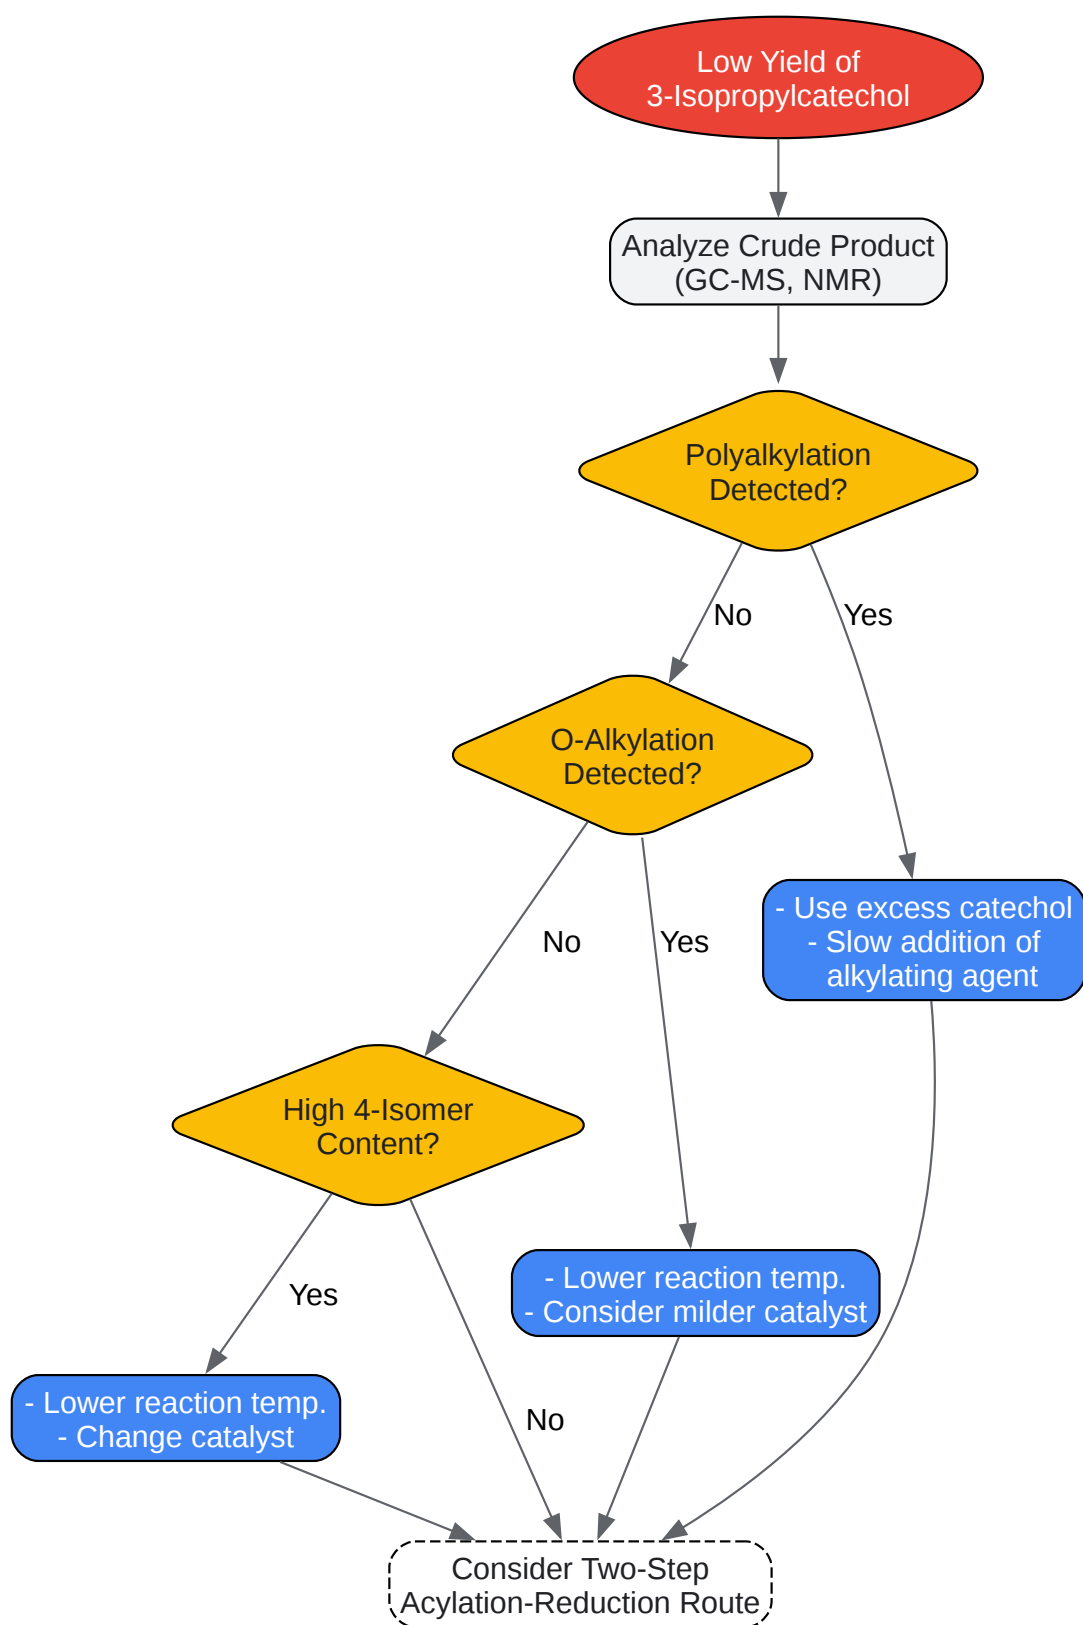 Low Yield of
3-Isopropylcatechol
Analyze Crude Product
(GC-MS, NMR)
Polyalkylation
Detected?
No
Yes
O-Alkylation
Detected?
- Use excess catechol
- Slow addition of
alkylating agent
No
Yes
High 4-Isomer
Content?
- Lower reaction temp.
- Consider milder catalyst
Yes
- Lower reaction temp.
- Change catalyst
No
Consider Two-Step
Acylation-Reduction Route